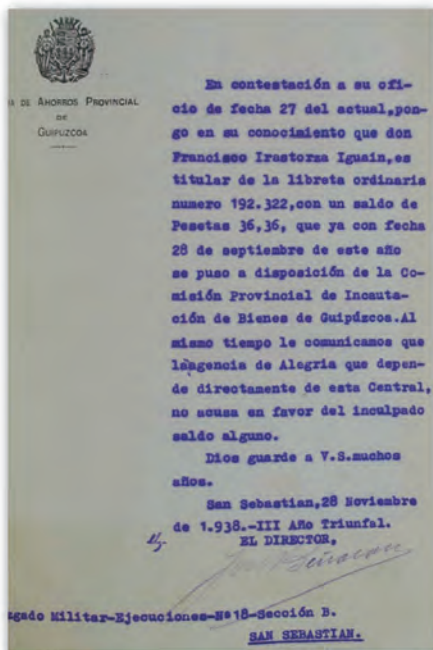 DE AHORROS PROVINCIAL
DE
GUIPUZCOA
En contestación a su ofi-
cio de fecha 27 del actual,pon-
go en su conocimiento que don
Francisco Irastorza Iguain,es
titular de la libreta ordinaria
numero 192.322,con un saldo de
Pesetas 36,36, que ya con fecha
28 de septiembre de este año
se puso a disposición de la Co-
misión Provincial de Incauta-
ción de Bienes de Guipúzcoa.Al
mismo tiempo le comunicamos que
laagencia de Alegria que depen-
de directamente de esta Central,
no acusa en favor del inculpado
saldo alguno.
Dios guarde a V.S.muchos
años.
San Sebastian,28 Noviembre
de 1.938.-III Año Triunfal.
EL DIRECTOR,
gado Militar-Ejecuciones-Nº18-Sección B.
SAN SEBASTIAN.